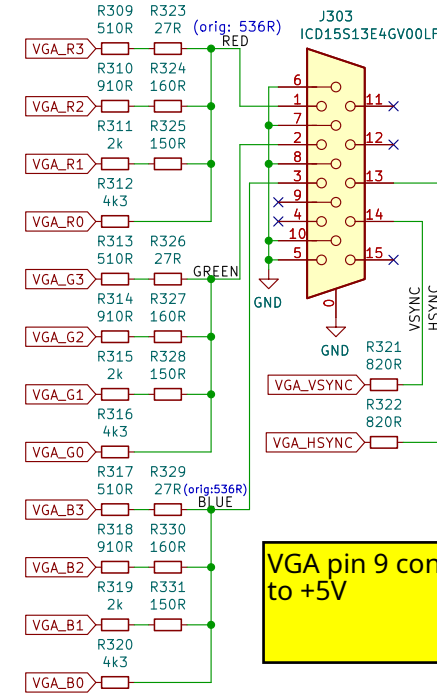 R309 R323
510R 27R (orig: 536R)
VGA_R3 RED
R310 R324
910R 160R
VGA_R2
R311 R325
2k 150R
VGA_R1
R312
4k3
VGA_R0
R313 R326
510R 27R
VGA_G3 GREEN
R314 R327
910R 160R
VGA_G2
R315 R328
2k 150R
VGA_G1
R316
4k3
VGA_G0
R317 R329
510R 27R (orig:536R)
VGA_B3 BLUE
R318 R330
910R 160R
VGA_B2
R319 R331
2k 150R
VGA_B1
R320
4k3
VGA_B0
J303
ICD15S13E4GV00LF
6
1 11
7
2 12
8
3 13
9
4 14
10
5 15
0
GND
GND
VSYNC
HSYNC
R321
820R
VGA_VSYNC
R322
820R
VGA_HSYNC
VGA pin 9 con
to +5V